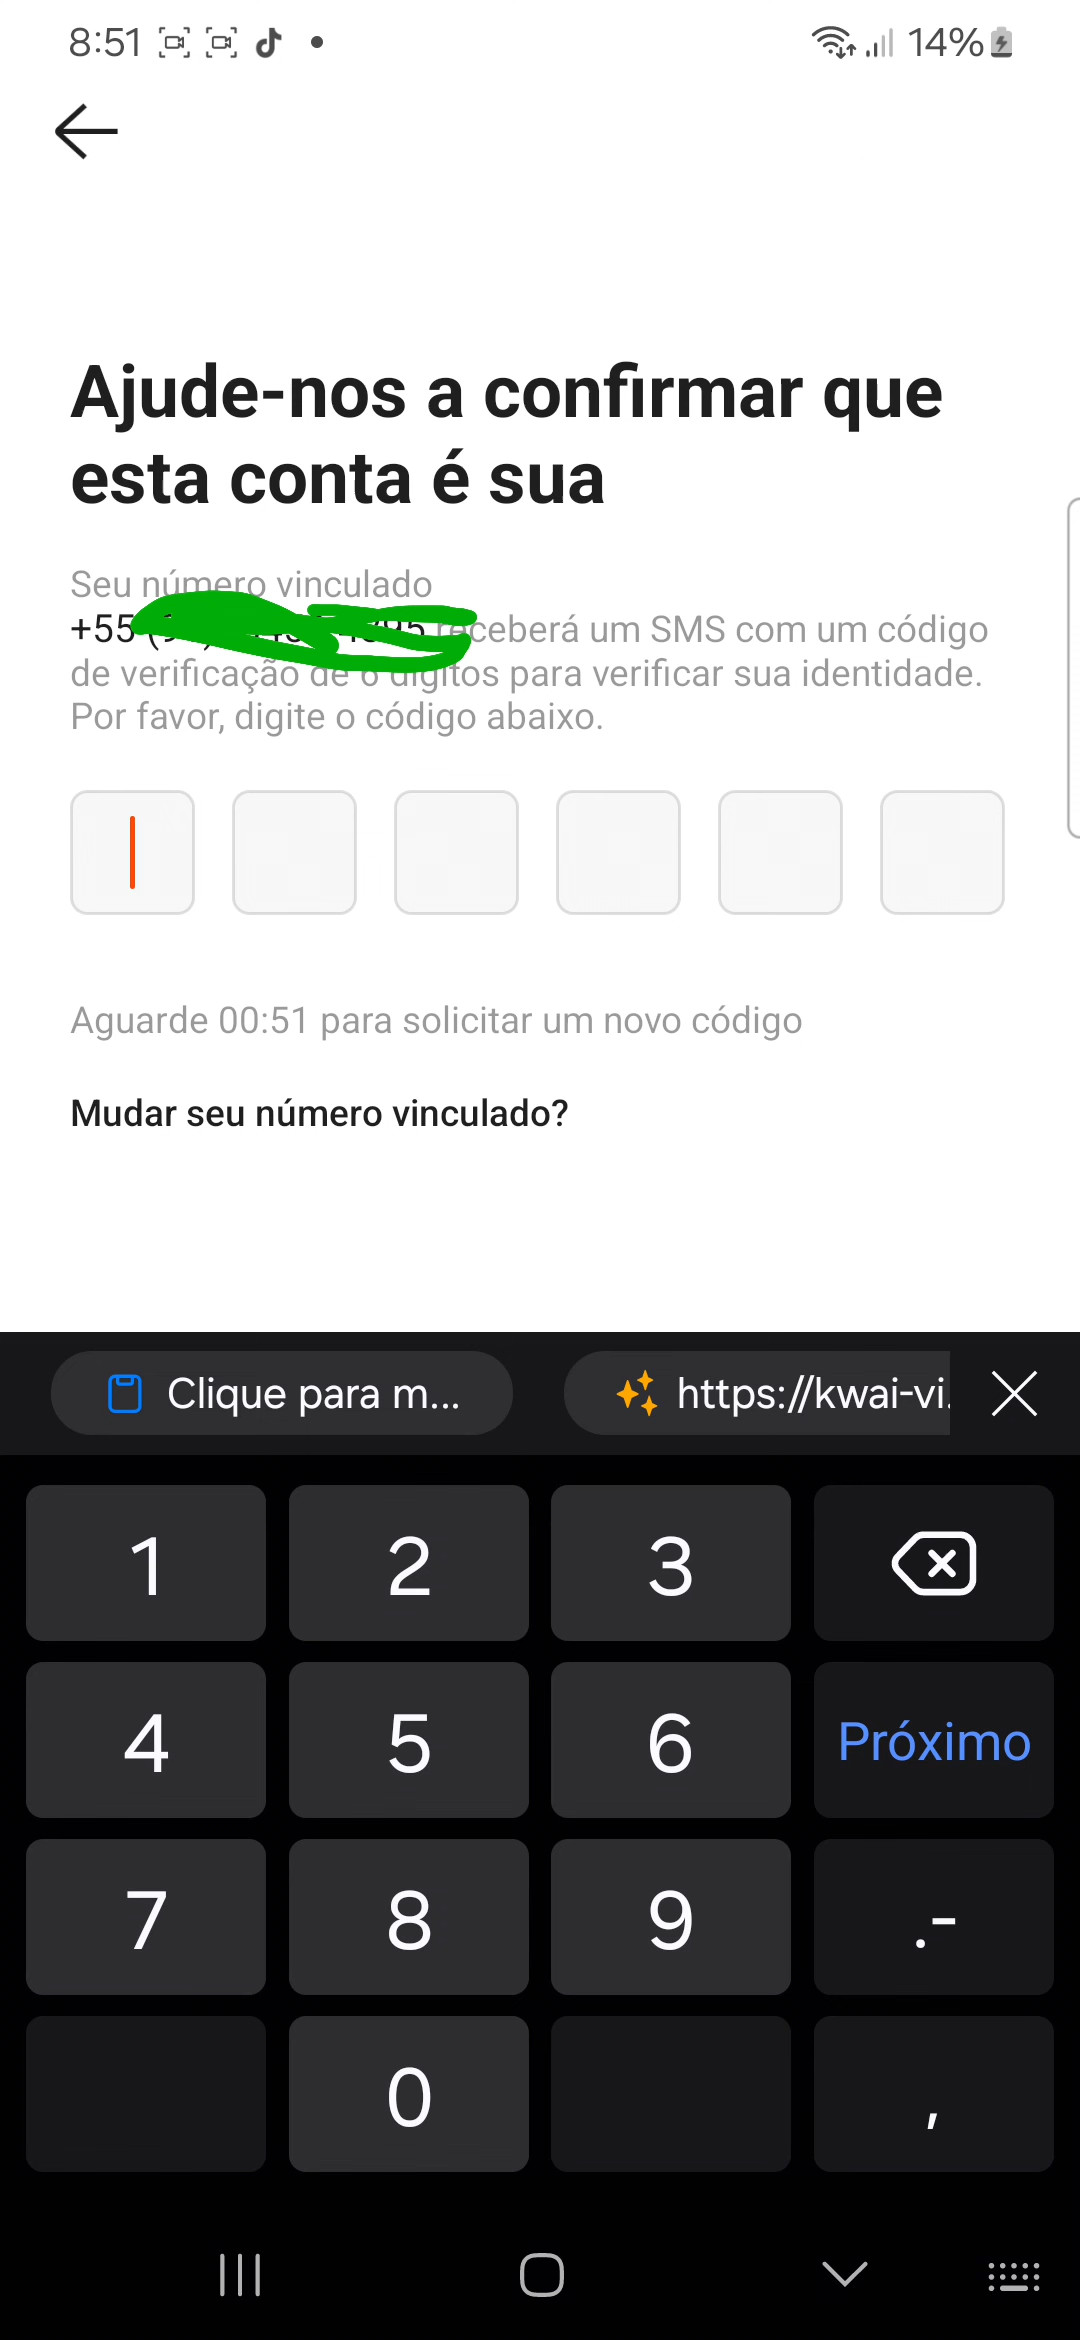 8:51
14%
Ajude-nos a confirmar que
esta conta é sua
Seu número vinculado
+55 receberá um SMS com um código
de verificação de 6 dígitos para verificar sua identidade.
Por favor, digite o código abaixo.
Aguarde 00:51 para solicitar um novo código
Mudar seu número vinculado?
Clique para m... https://kwai-vi.
1 2 3
4 5 6 Próximo
7 8 9 .-
0 ,